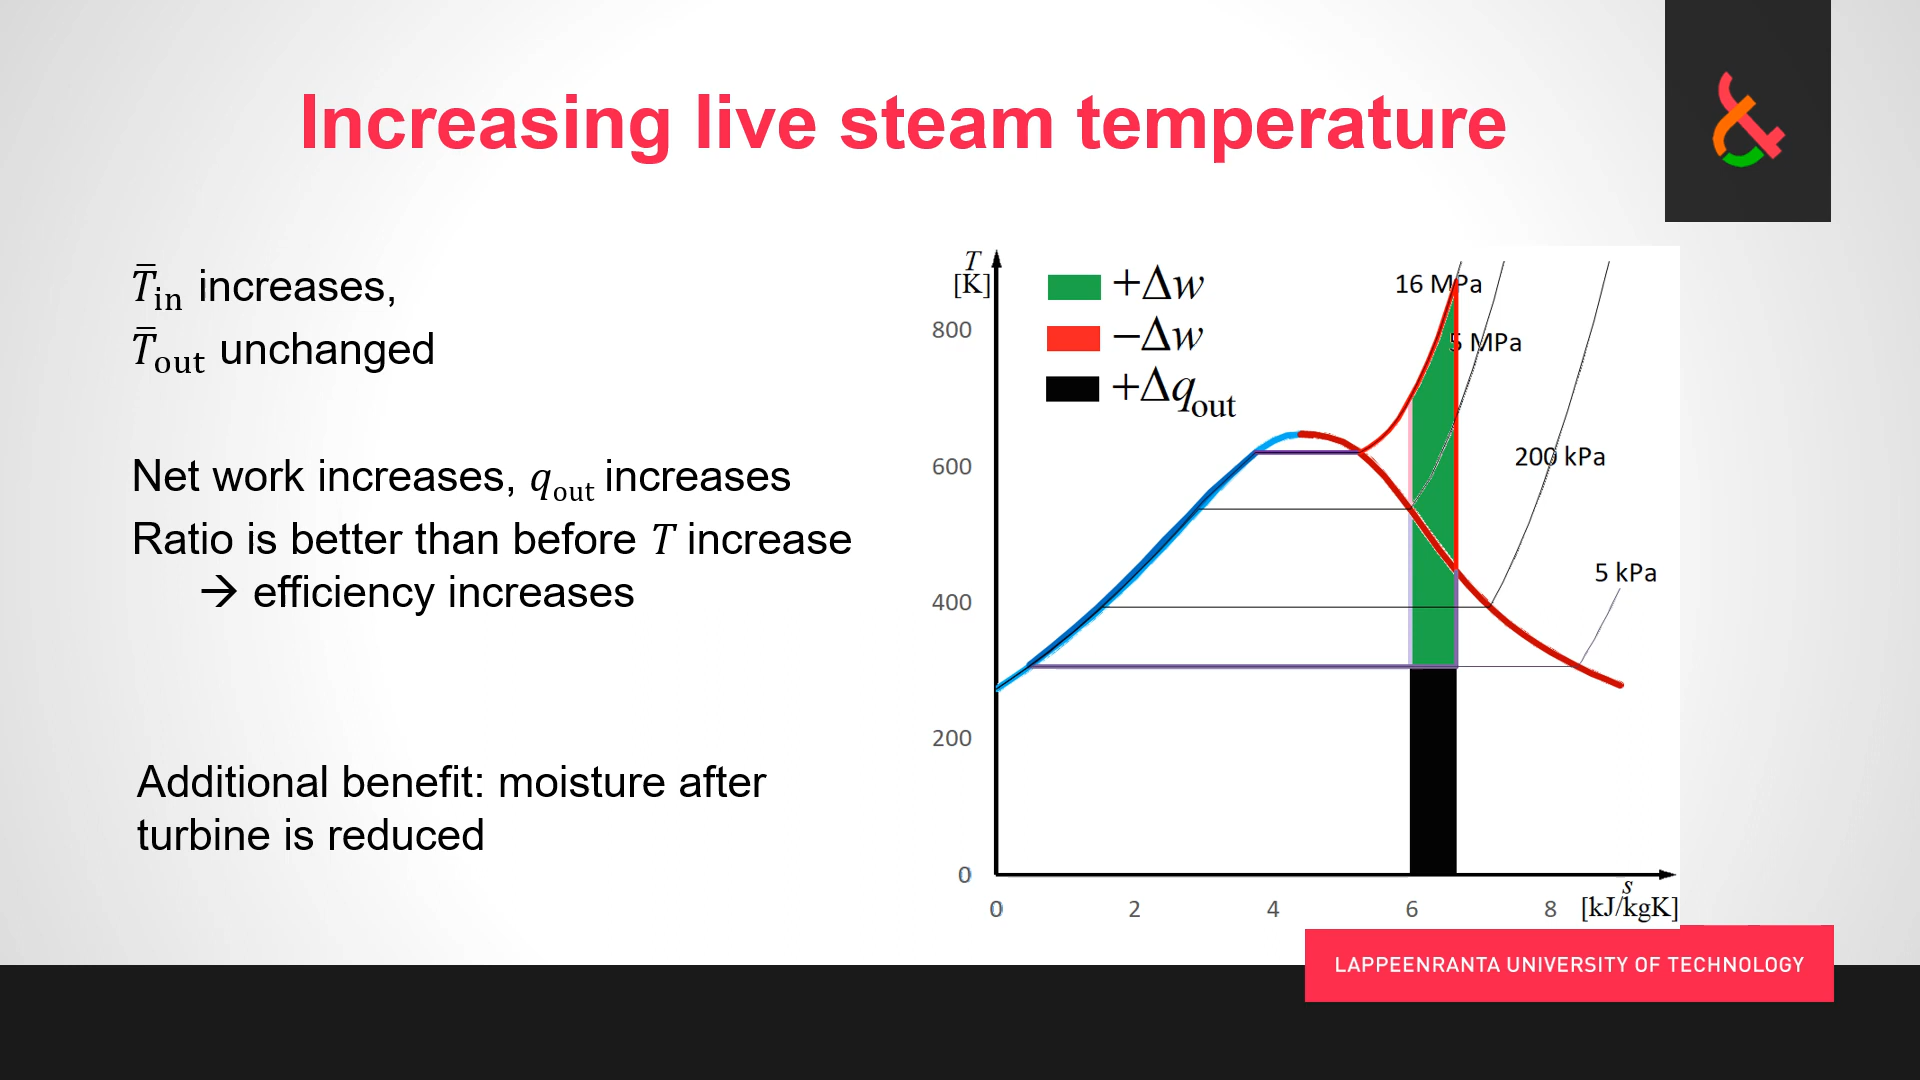 Increasing live steam temperature
T̄in increases,
T̄out unchanged
Net work increases, qout increases
Ratio is better than before T increase
→ efficiency increases
Additional benefit: moisture after
turbine is reduced
T
[K]
+Δw
−Δw
+Δqout
16 MPa
5 MPa
200 kPa
5 kPa
800
600
400
200
0
0 2 4 6 8
s
[kJ/kgK]
LAPPEENRANTA UNIVERSITY OF TECHNOLOGY